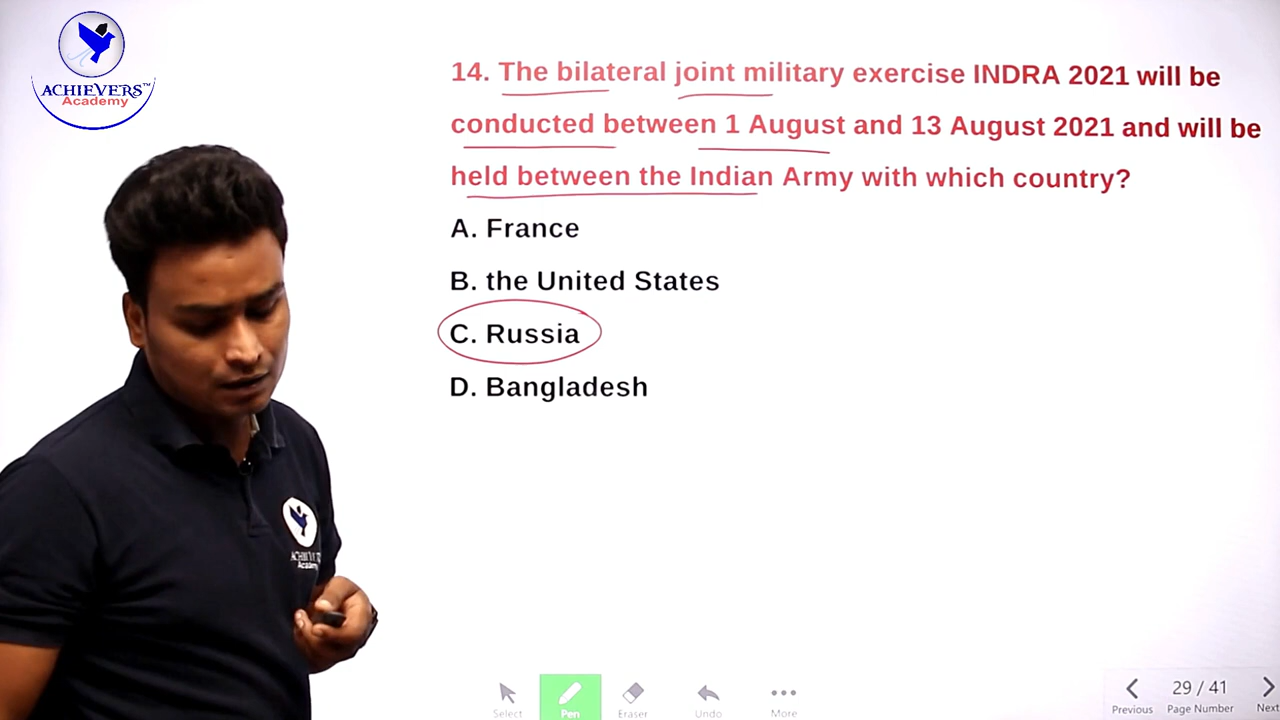 ACHIEVERS™
Academy
14. The bilateral joint military exercise INDRA 2021 will be
conducted between 1 August and 13 August 2021 and will be
held between the Indian Army with which country?
A. France
B. the United States
C. Russia
D. Bangladesh
Academy
Select
Pen
Eraser
Undo
More
Previous
29 / 41
Page Number
Next